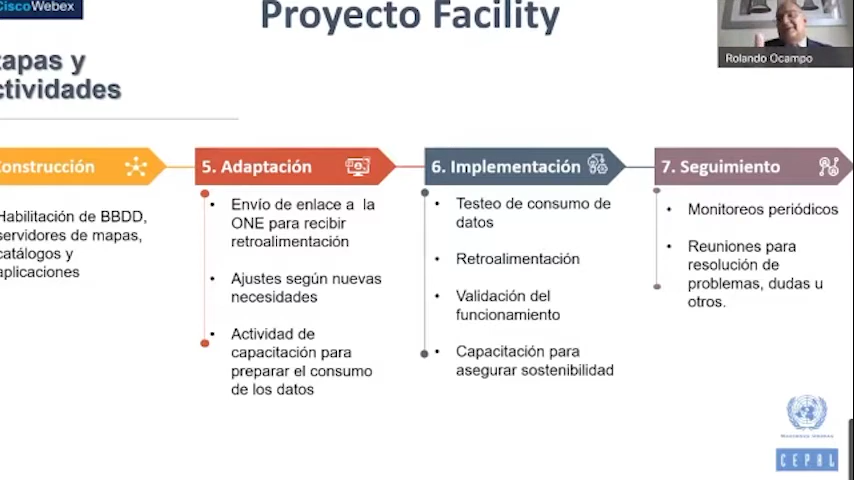 CiscoWebex
Proyecto Facility
Rolando Ocampo
tapas y
ctividades
onstrucción
Habilitación de BBDD,
servidores de mapas,
catálogos y
aplicaciones
5. Adaptación
• Envío de enlace a la
ONE para recibir
retroalimentación
• Ajustes según nuevas
necesidades
• Actividad de
capacitación para
preparar el consumo
de los datos
6. Implementación
• Testeo de consumo de
datos
• Retroalimentación
• Validación del
funcionamiento
• Capacitación para
asegurar sostenibilidad
7. Seguimiento
• Monitoreos periódicos
• Reuniones para
resolución de
problemas, dudas u
otros.
NACIONES UNIDAS
CEPAL